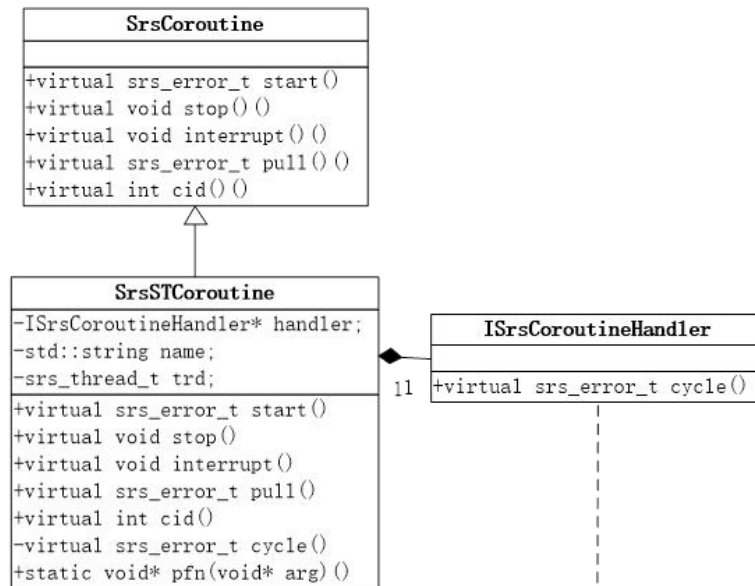 SrsCoroutine
+virtual srs_error_t start()
+virtual void stop()()
+virtual void interrupt()()
+virtual srs_error_t pull()()
+virtual int cid()()
SrsSTCoroutine
-ISrsCoroutineHandler* handler;
-std::string name;
-srs_thread_t trd;
+virtual srs_error_t start()
+virtual void stop()
+virtual void interrupt()
+virtual srs_error_t pull()
+virtual int cid()
-virtual srs_error_t cycle()
+static void* pfn(void* arg)()
11
ISrsCoroutineHandler
+virtual srs_error_t cycle()